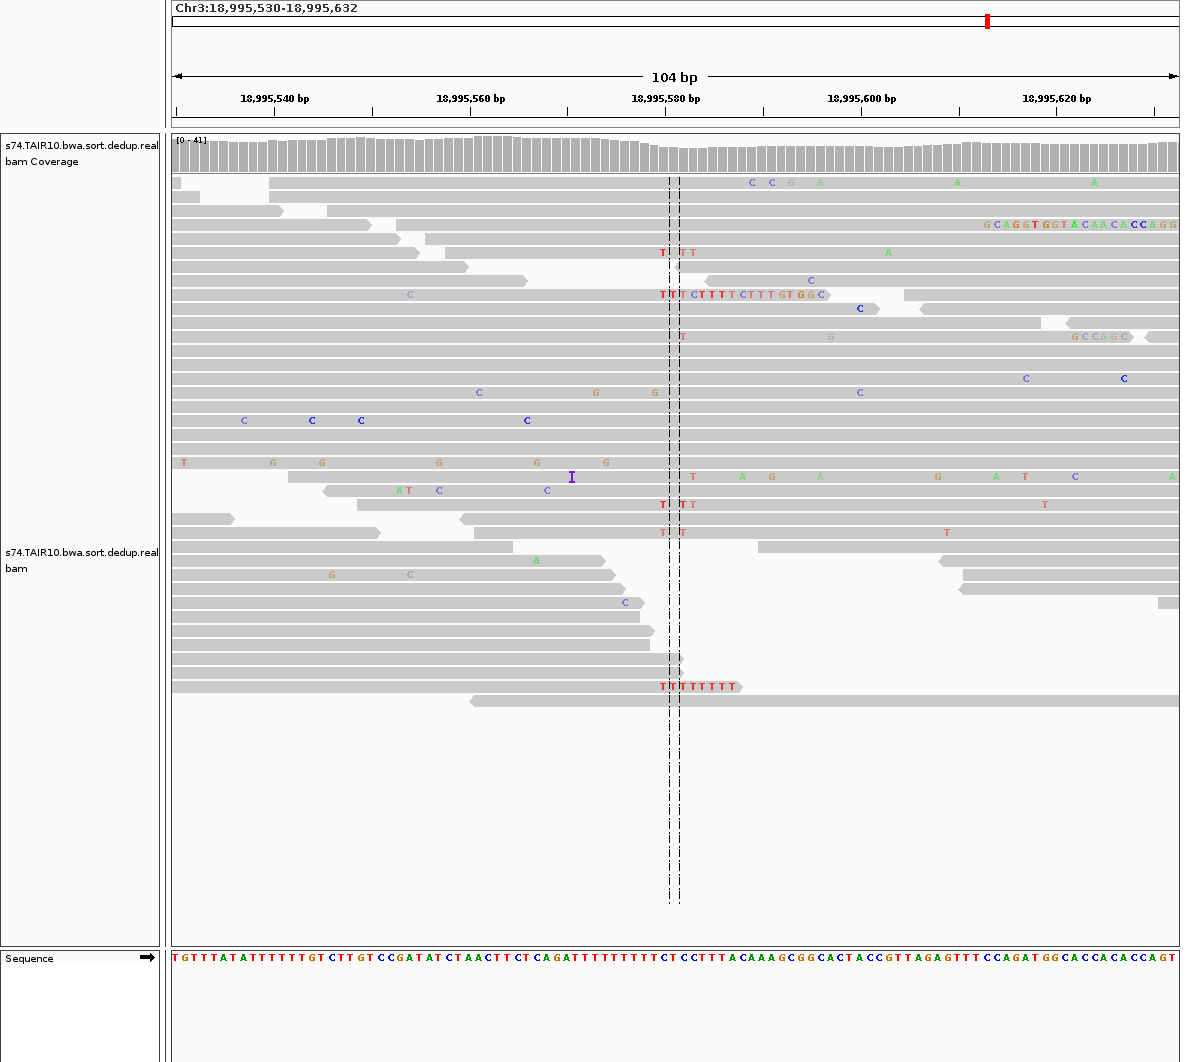 Chr3:18,995,530-18,995,632
104 bp
18,995,540 bp 18,995,560 bp 18,995,580 bp 18,995,600 bp 18,995,620 bp
s74.TAIR10.bwa.sort.dedup.real
bam Coverage
[0 - 41]
C C G A A A
G C A G G T G G T A C A A C A C C A G G
T T T A
C
C T T T C T T T T C T T T G T G G C
C
T G G C C A G C
C C
C G G C
C C C C
T G G G G G
I T A G A G A T C A
A T C C
T T T T
s74.TAIR10.bwa.sort.dedup.real
bam
T T T
A
G C
C
T T T T T T T T
Sequence
T G T T T A T A T T T T T T G T C T T G T C C G A T A T C T A A C T T C T C A G A T T T T T T T T T C T C C T T T A C A A A G C G G C A C T A C C G T T A G A G T T T C C A G A T G G C A C C A C A C C A G T